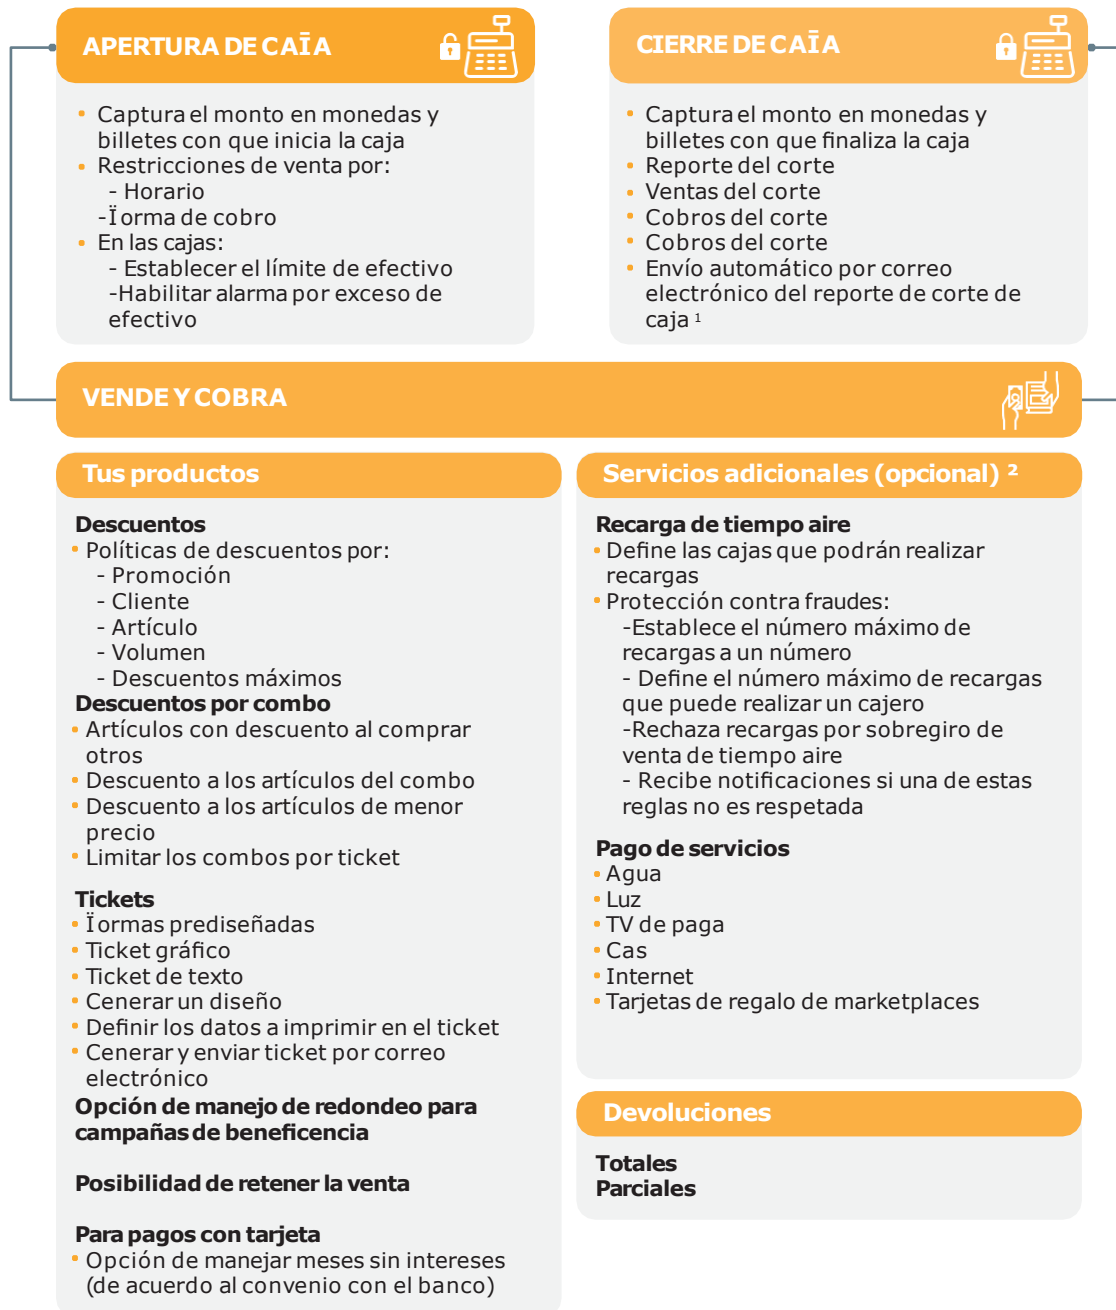 APERTURA DE CAÏA
Captura el monto en monedas y
billetes con que inicia la caja
Restricciones de venta por:
- Horario
-Ïorma de cobro
En las cajas:
- Establecer el límite de efectivo
-Habilitar alarma por exceso de
efectivo
CIERRE DE CAÏA
Captura el monto en monedas y
billetes con que finaliza la caja
Reporte del corte
Ventas del corte
Cobros del corte
Cobros del corte
Envío automático por correo
electrónico del reporte de corte de
caja ¹
VENDE Y COBRA
Tus productos
Descuentos
Políticas de descuentos por:
- Promoción
- Cliente
- Artículo
- Volumen
- Descuentos máximos
Descuentos por combo
Artículos con descuento al comprar
otros
Descuento a los artículos del combo
Descuento a los artículos de menor
precio
Limitar los combos por ticket
Tickets
Ïormas prediseñadas
Ticket gráfico
Ticket de texto
Cenerar un diseño
Definir los datos a imprimir en el ticket
Cenerar y enviar ticket por correo
electrónico
Opción de manejo de redondeo para
campañas de beneficencia
Posibilidad de retener la venta
Para pagos con tarjeta
Opción de manejar meses sin intereses
(de acuerdo al convenio con el banco)
Servicios adicionales (opcional) ²
Recarga de tiempo aire
Define las cajas que podrán realizar
recargas
Protección contra fraudes:
-Establece el número máximo de
recargas a un número
- Define el número máximo de recargas
que puede realizar un cajero
-Rechaza recargas por sobregiro de
venta de tiempo aire
- Recibe notificaciones si una de estas
reglas no es respetada
Pago de servicios
Agua
Luz
TV de paga
Cas
Internet
Tarjetas de regalo de marketplaces
Devoluciones
Totales
Parciales